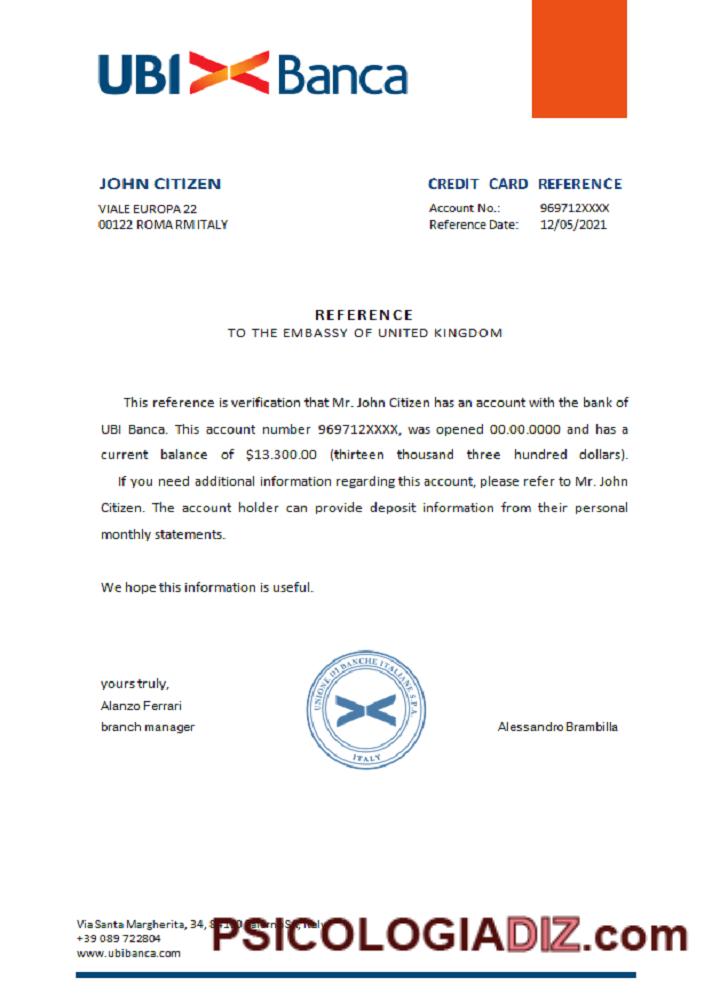 UBI Banca
JOHN CITIZEN
VIALE EUROPA 22
00122 ROMA RM ITALY
CREDIT CARD REFERENCE
Account No.: 969712XXXX
Reference Date: 12/05/2021
REFERENCE
TO THE EMBASSY OF UNITED KINGDOM
This reference is verification that Mr. John Citizen has an account with the bank of
UBI Banca. This account number 969712XXXX, was opened 00.00.0000 and has a
current balance of $13.300.00 (thirteen thousand three hundred dollars).
If you need additional information regarding this account, please refer to Mr. John
Citizen. The account holder can provide deposit information from their personal
monthly statements.
We hope this information is useful.
yours truly,
Alanzo Ferrari
branch manager
UNIONE DI BANCHE ITALIANE S.P.A.
ITALY
Alessandro Brambilla
Via Santa Margherita, 34,
+39 089 722804
www.ubibanca.com
PSICOLOGIADIZ.com